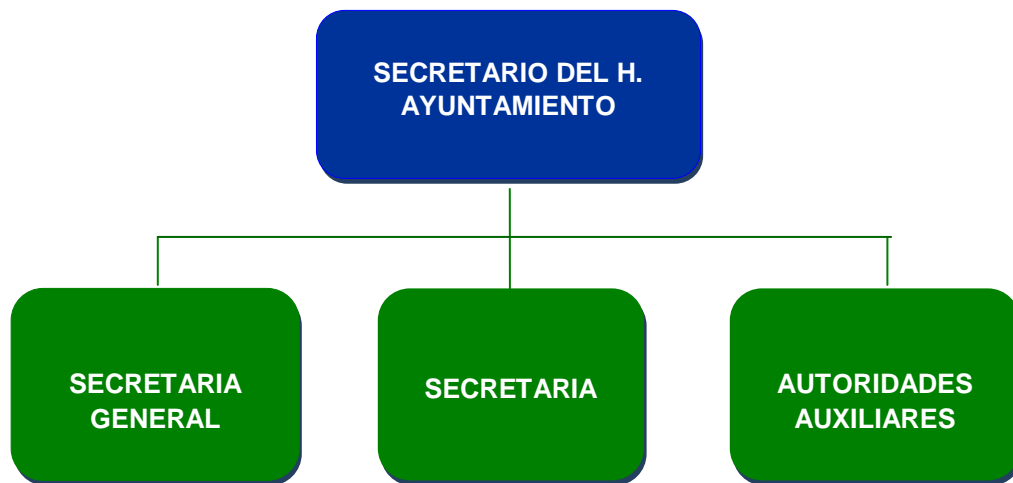 SECRETARIO DEL H.
AYUNTAMIENTO
SECRETARIA
GENERAL
SECRETARIA
AUTORIDADES
AUXILIARES